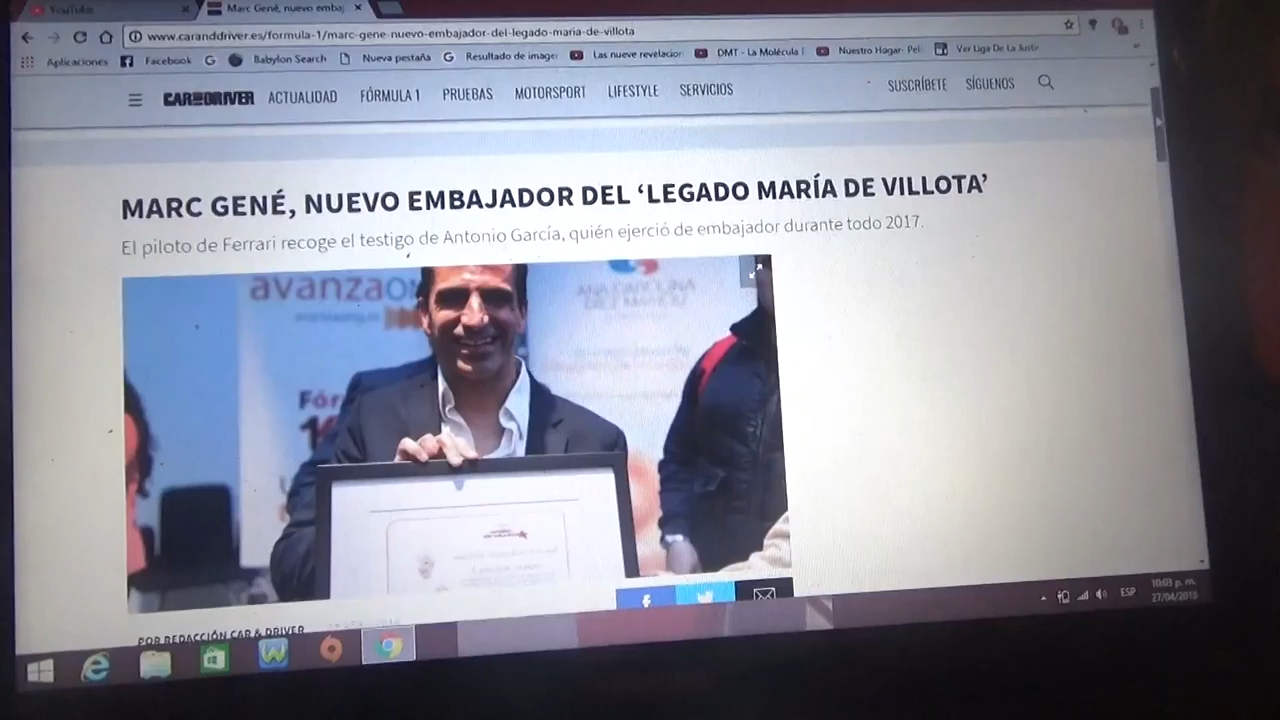 YouTube
Marc Gené, nuevo embaj
www.caranddriver.es/formula-1/marc-gene-nuevo-embajador-del-legado-maria-de-villota
Aplicaciones Facebook Babylon Search Nueva pestaña Resultado de image Las nueve revelacion DMT - La Molécula Nuestro Hogar- Pel Ver Liga De La Justic
CAR AND DRIVER ACTUALIDAD FÓRMULA 1 PRUEBAS MOTORSPORT LIFESTYLE SERVICIOS SUSCRÍBETE SÍGUENOS
MARC GENÉ, NUEVO EMBAJADOR DEL ‘LEGADO MARÍA DE VILLOTA’
El piloto de Ferrari recoge el testigo de Antonio García, quién ejerció de embajador durante todo 2017.
avanza
Fór
POR REDACCIÓN CAR & DRIVER
ESP
10:03 p. m.
27/04/2018